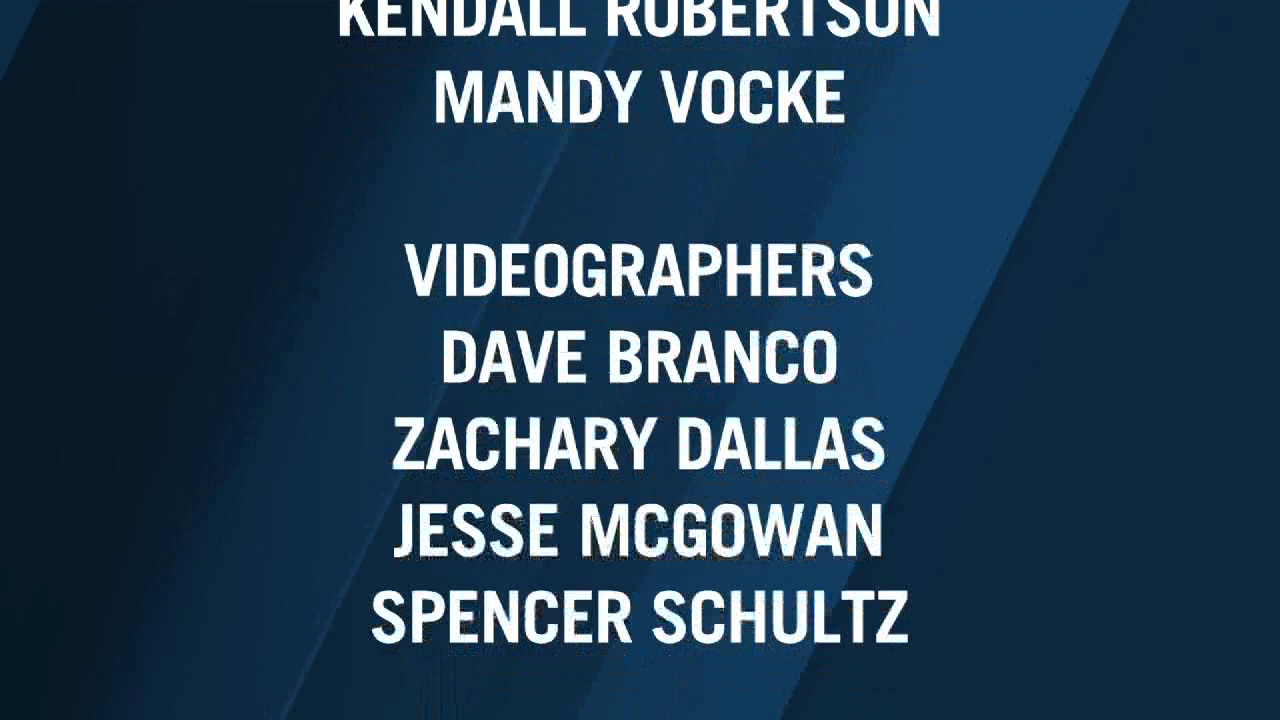 KENDALL ROBERTSON
MANDY VOCKE
VIDEOGRAPHERS
DAVE BRANCO
ZACHARY DALLAS
JESSE MCGOWAN
SPENCER SCHULTZ